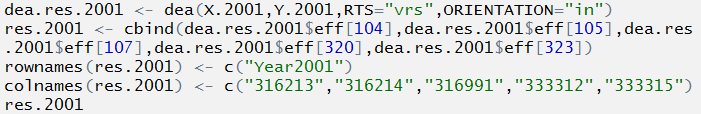 dea.res.2001 <- dea(X.2001,Y.2001,RTS="vrs",ORIENTATION="in")
res.2001 <- cbind(dea.res.2001$eff[104],dea.res.2001$eff[105],dea.res
.2001$eff[107],dea.res.2001$eff[320],dea.res.2001$eff[323])
rownames(res.2001) <- c("Year2001")
colnames(res.2001) <- c("316213","316214","316991","333312","333315")
res.2001